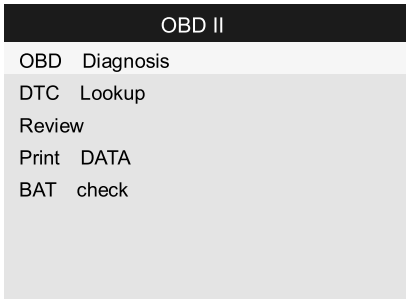 OBD II
OBD Diagnosis
DTC Lookup
Review
Print DATA
BAT check